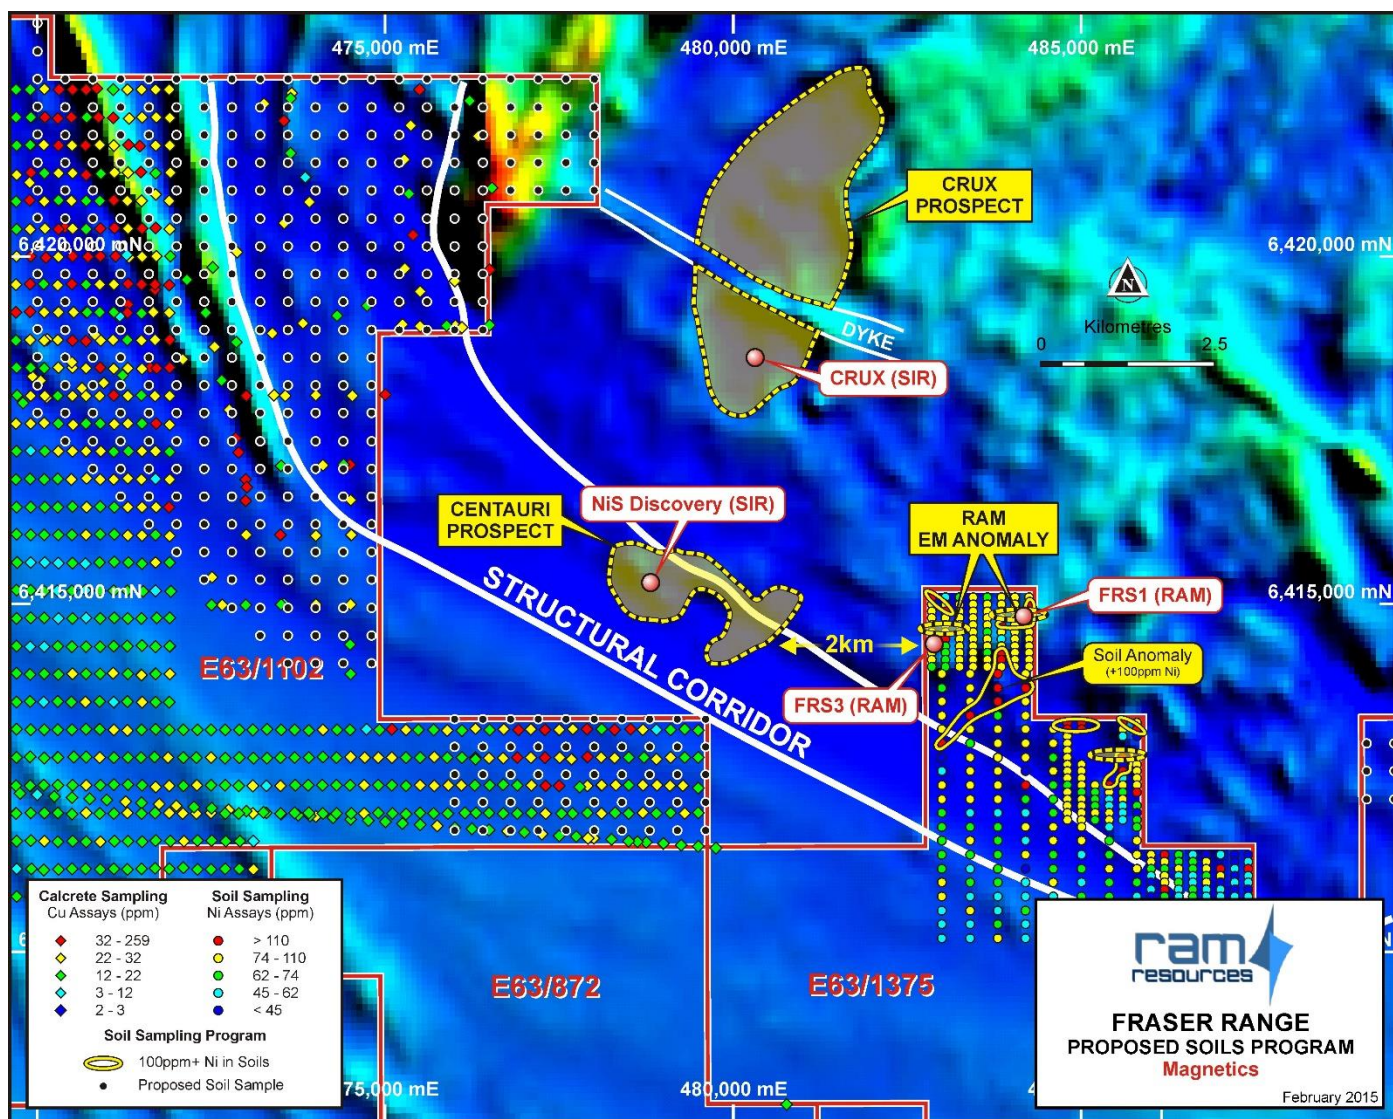 475,000 mE
480,000 mE
485,000 mE
CRUX
PROSPECT
6,420,000 mN
6,420,000 mN
N
Kilometres
0
2.5
DYKE
CRUX (SIR)
CENTAURI
PROSPECT
NiS Discovery (SIR)
RAM
EM ANOMALY
STRUCTURAL CORRIDOR
6,415,000 mN
6,415,000 mN
FRS1 (RAM)
2km
Soil Anomaly
(+100ppm Ni)
E63/1102
FRS3 (RAM)
E63/872
E63/1375
Calcrete Sampling
Cu Assays (ppm)
32 - 259
22 - 32
12 - 22
3 - 12
2 - 3
Soil Sampling
Ni Assays (ppm)
> 110
74 - 110
62 - 74
45 - 62
< 45
Soil Sampling Program
100ppm+ Ni in Soils
Proposed Soil Sample
75,000 mE
480,000 mE
ram
resources
FRASER RANGE
PROPOSED SOILS PROGRAM
Magnetics
February 2015